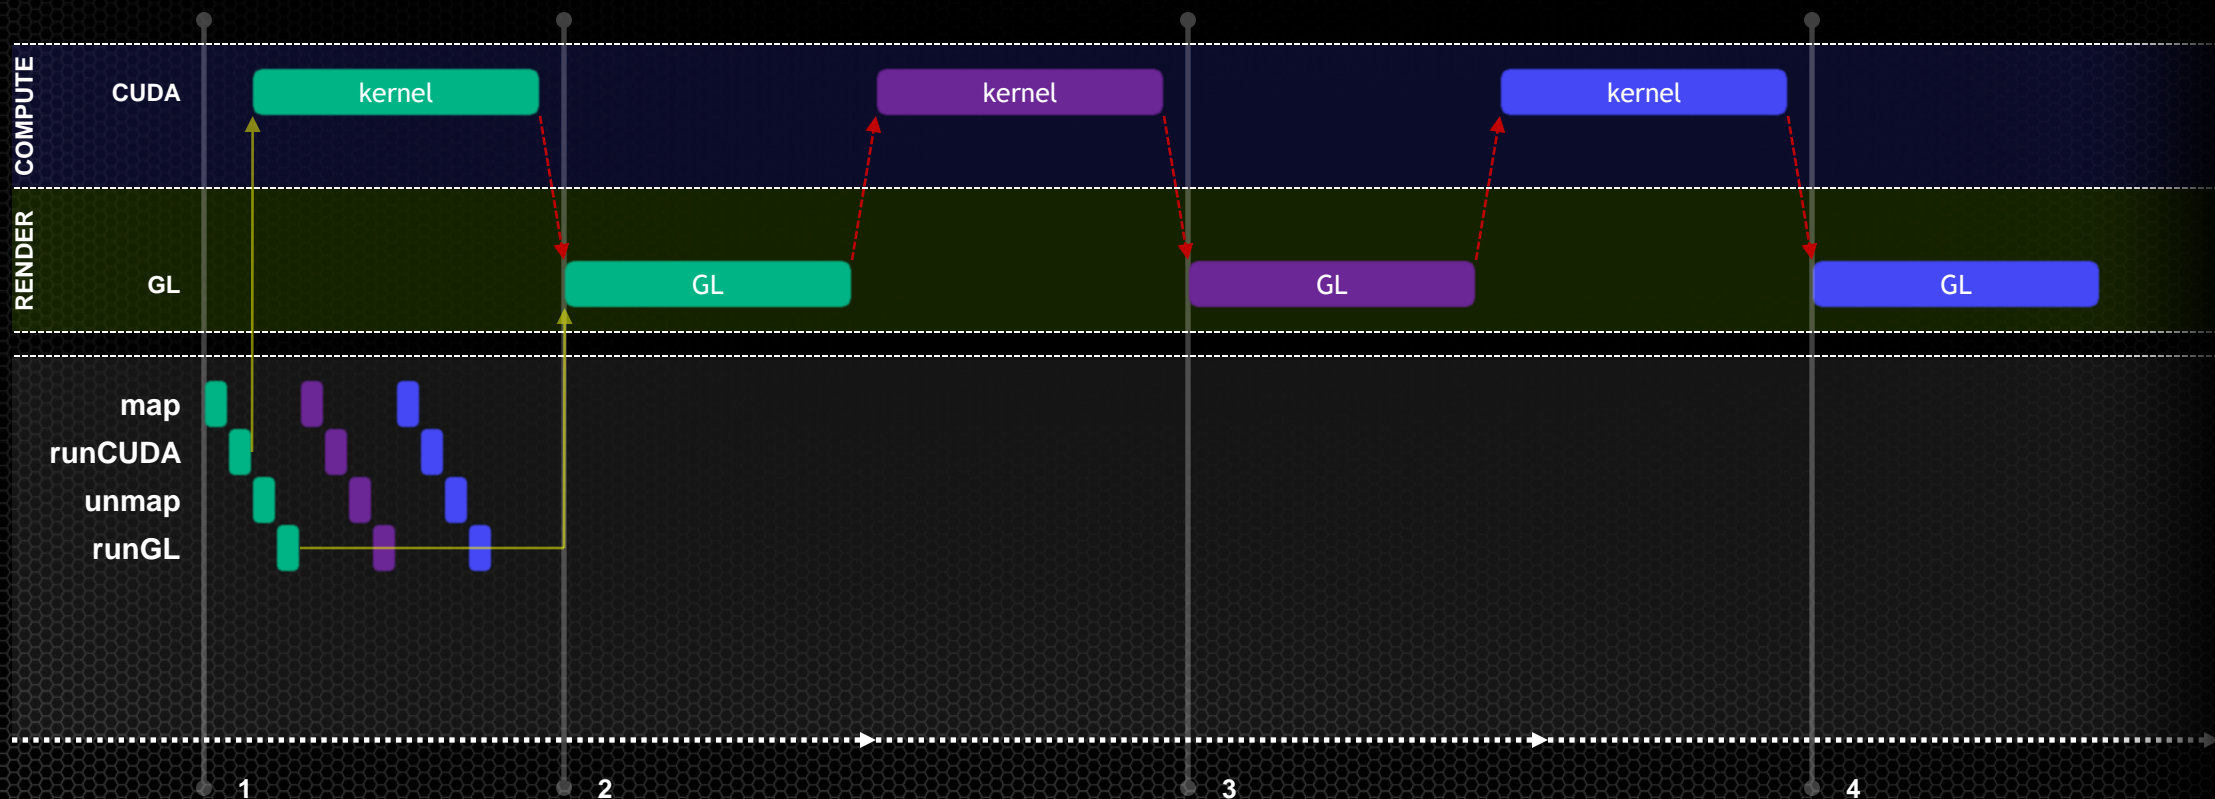 COMPUTE
CUDA
kernel
kernel
kernel
RENDER
GL
GL
GL
GL
map
runCUDA
unmap
runGL
1
2
3
4